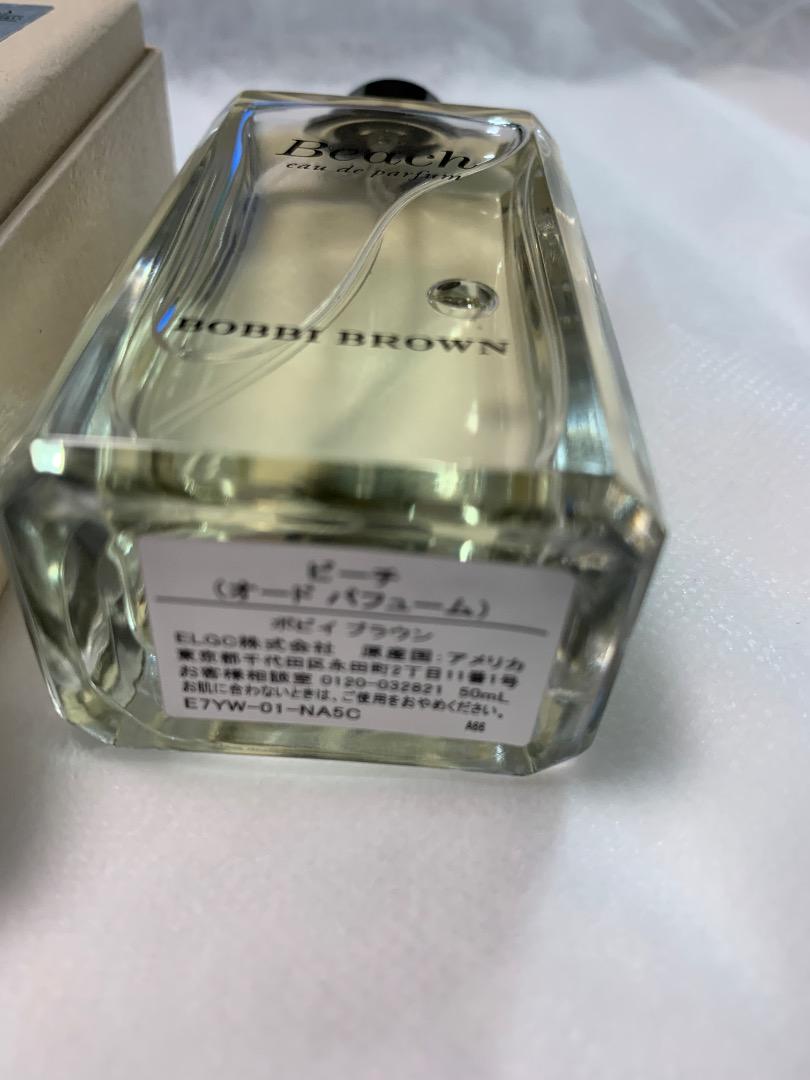 Beach
eau de parfum
BOBBI BROWN
ビーチ
(オード パフューム)
ボビイ ブラウン
ELGC株式会社 原産国:アメリカ
東京都千代田区永田町2丁目11番1号
お客様相談室 0120-032821 50mL
お肌に合わないときは、ご使用をおやめください。
E7YW-01-NA5C
A66